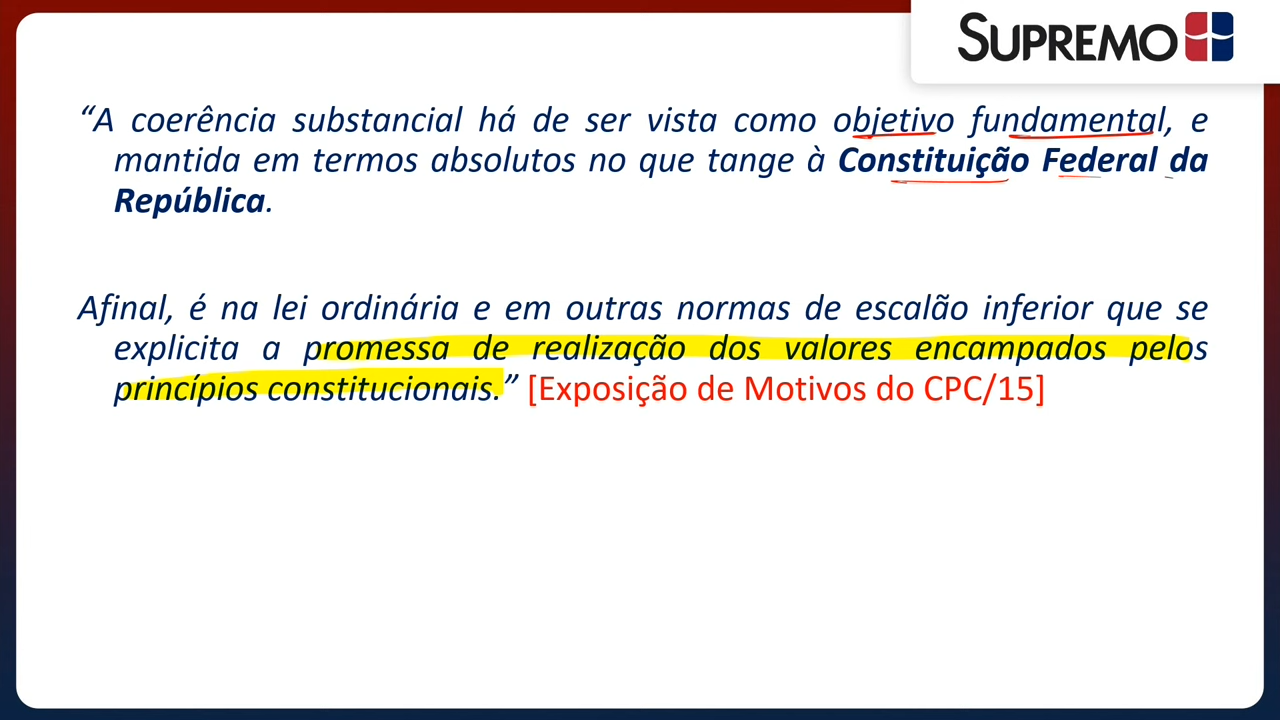 SUPREMO
“A coerência substancial há de ser vista como objetivo fundamental, e
mantida em termos absolutos no que tange à Constituição Federal da
República.
Afinal, é na lei ordinária e em outras normas de escalão inferior que se
explicita a promessa de realização dos valores encampados pelos
princípios constitucionais.” [Exposição de Motivos do CPC/15]